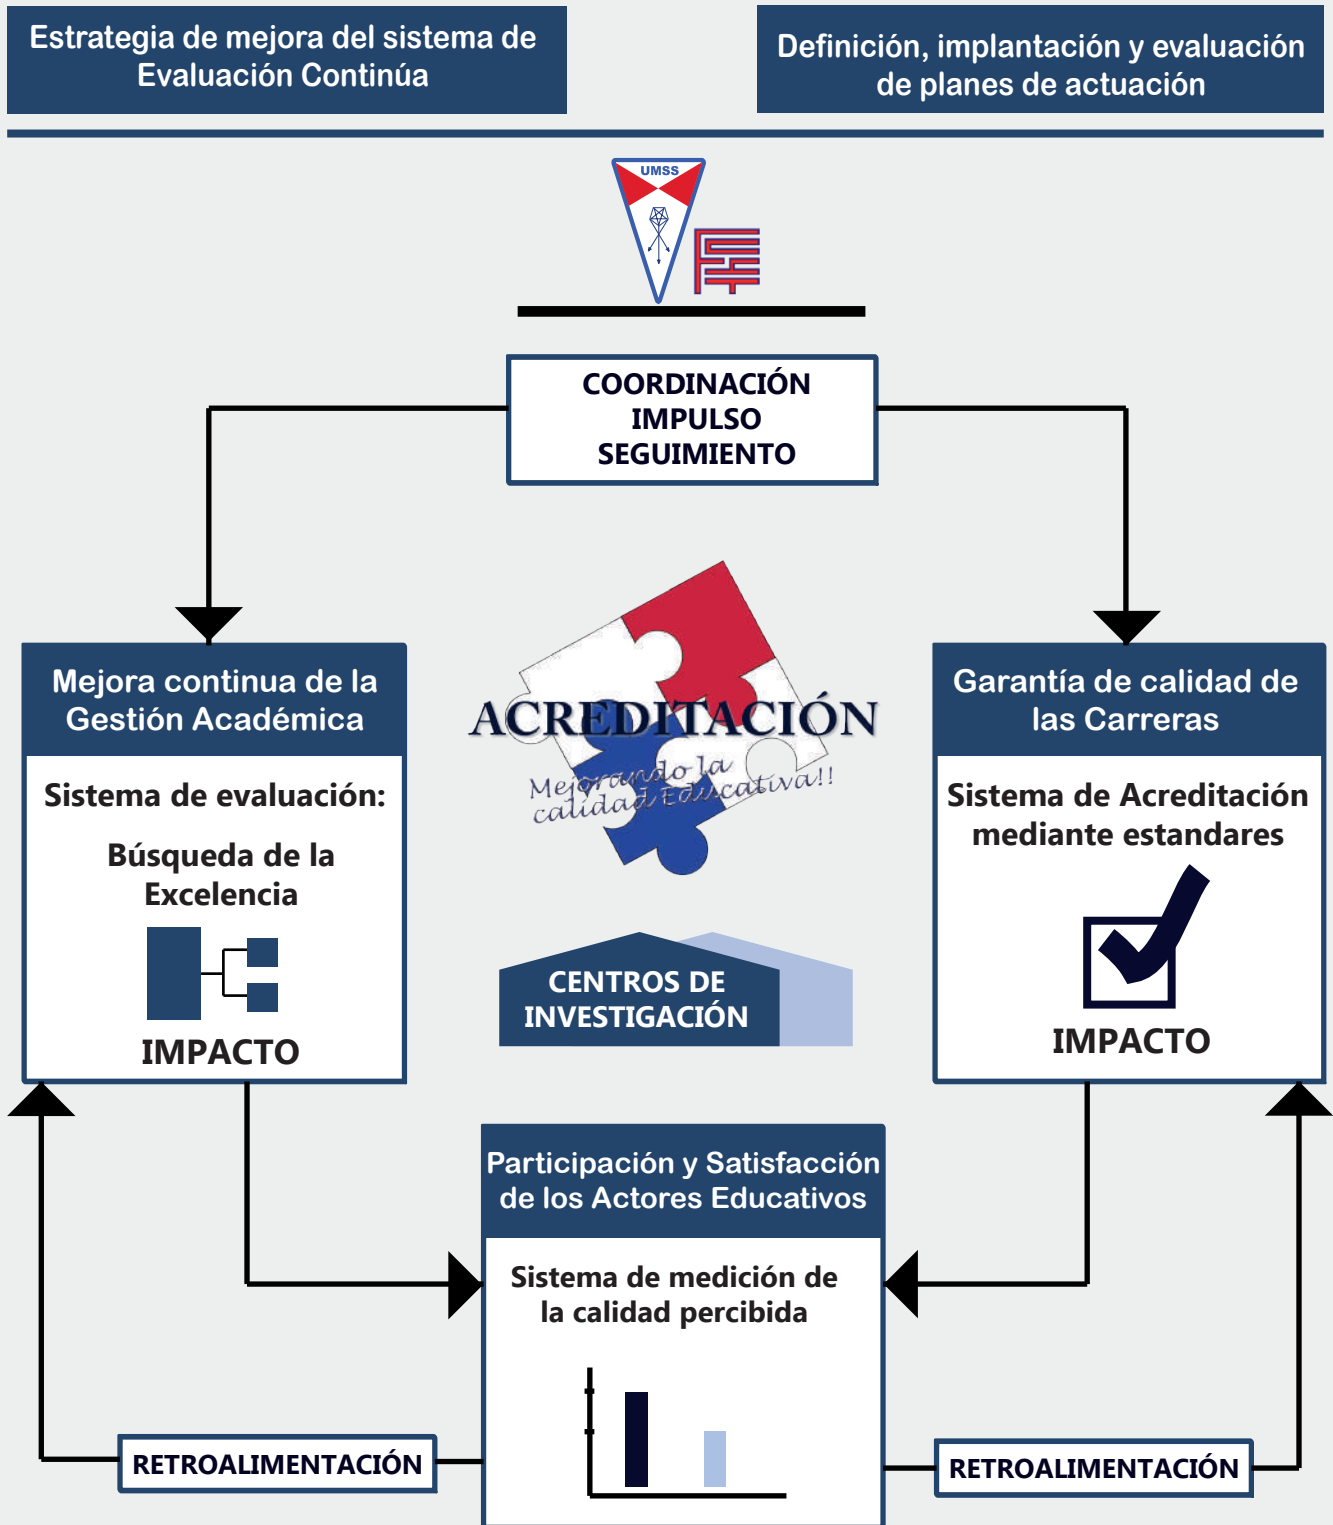 Estrategia de mejora del sistema de
Evaluación Continúa
Definición, implantación y evaluación
de planes de actuación
UMSS
COORDINACIÓN
IMPULSO
SEGUIMIENTO
Mejora continua de la
Gestión Académica
Sistema de evaluación:
Búsqueda de la
Excelencia
IMPACTO
ACREDITACIÓN
Mejorando la
calidad Educativa!!
CENTROS DE
INVESTIGACIÓN
Garantía de calidad de
las Carreras
Sistema de Acreditación
mediante estandares
IMPACTO
Participación y Satisfacción
de los Actores Educativos
Sistema de medición de
la calidad percibida
RETROALIMENTACIÓN
RETROALIMENTACIÓN